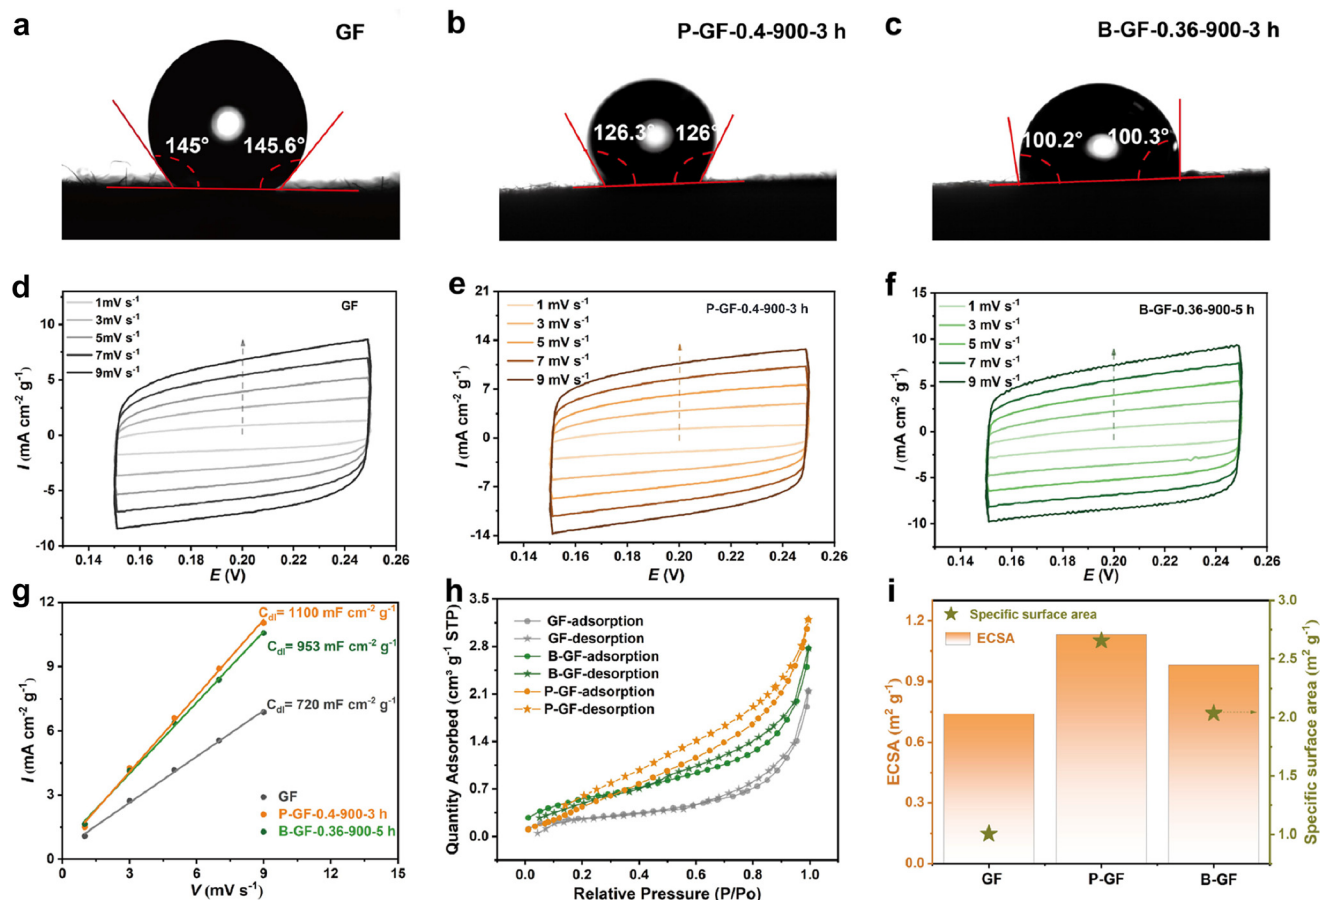 a
GF
145°
145.6°
b
P-GF-0.4-900-3 h
126.3°
126°
c
B-GF-0.36-900-3 h
100.2°
100.3°
d
1mV s⁻¹
3mV s⁻¹
5mV s⁻¹
7mV s⁻¹
9mV s⁻¹
GF
I (mA cm⁻² g⁻¹)
10
5
0
-5
-10
0.14 0.16 0.18 0.20 0.22 0.24 0.26
E (V)
e
1 mV s⁻¹
3 mV s⁻¹
5 mV s⁻¹
7 mV s⁻¹
9 mV s⁻¹
P-GF-0.4-900-3 h
I (mA cm⁻² g⁻¹)
21
14
7
0
-7
-14
0.14 0.16 0.18 0.20 0.22 0.24 0.26
E (V)
f
1 mV s⁻¹
3 mV s⁻¹
5 mV s⁻¹
7 mV s⁻¹
9 mV s⁻¹
B-GF-0.36-900-5 h
I (mA cm⁻² g⁻¹)
15
10
5
0
-5
-10
0.14 0.16 0.18 0.20 0.22 0.24 0.26
E (V)
g
C_dl= 1100 mF cm⁻² g⁻¹
C_dl= 953 mF cm⁻² g⁻¹
C_dl= 720 mF cm⁻² g⁻¹
GF
P-GF-0.4-900-3 h
B-GF-0.36-900-5 h
I (mA cm⁻² g⁻¹)
12
9
6
3
0
0 3 6 9 12 15
V (mV s⁻¹)
h
GF-adsorption
GF-desorption
B-GF-adsorption
B-GF-desorption
P-GF-adsorption
P-GF-desorption
Quantity Adsorbed (cm³ g⁻¹ STP)
3.5
2.8
2.1
1.4
0.7
0.0
0.0 0.2 0.4 0.6 0.8 1.0
Relative Pressure (P/Po)
i
Specific surface area
ECSA
ECSA (m² g⁻¹)
1.2
0.9
0.6
0.3
0.0
GF P-GF B-GF
3.0
2.5
2.0
1.5
1.0
Specific surface area (m² g⁻¹)